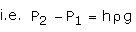 i.e. P₂ – P₁ = hρg